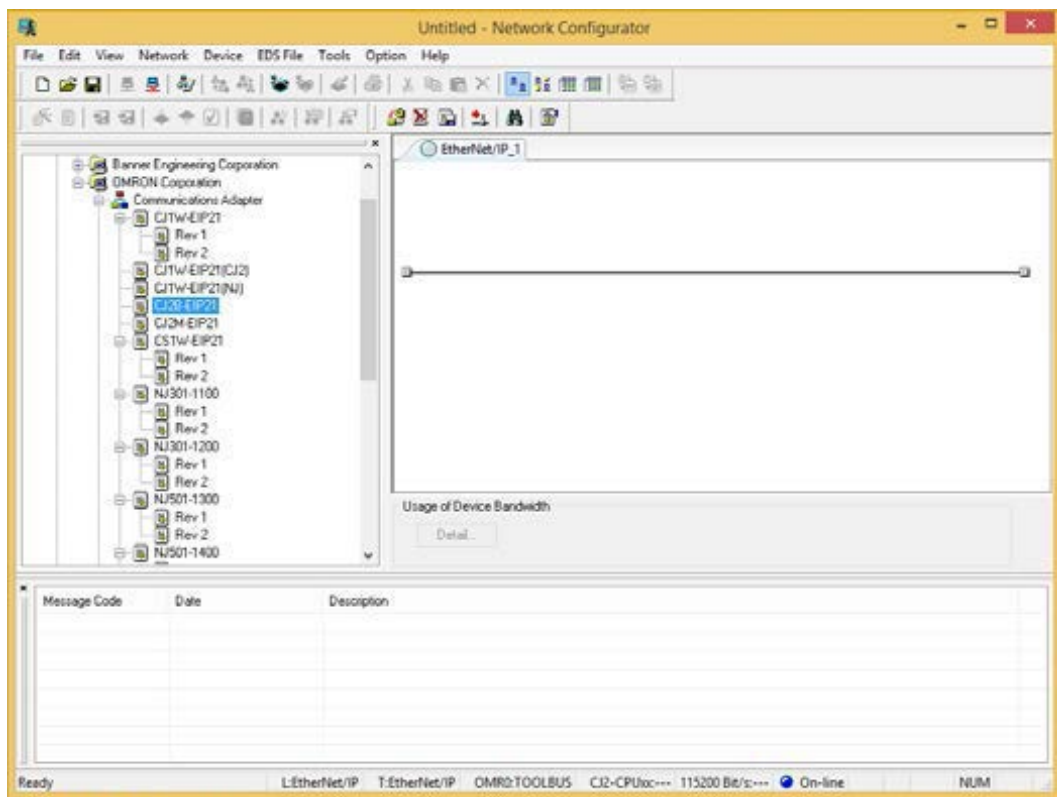 Untitled - Network Configurator
File Edit View Network Device EDS File Tools Option Help
EtherNet/IP_1
Banner Engineering Corporation
OMRON Corporation
Communications Adapter
CJ1W-EIP21
Rev 1
Rev 2
CJ1W-EIP21(CJ2)
CJ1W-EIP21(NJ)
CJ2B-EIP21
CJ2M-EIP21
CS1W-EIP21
Rev 1
Rev 2
NJ301-1100
Rev 1
Rev 2
NJ301-1200
Rev 1
Rev 2
NJ501-1300
Rev 1
Rev 2
NJ501-1400
Usage of Device Bandwidth
Detail...
Message Code Date Description
Ready L:EtherNet/IP T:EtherNet/IP OMR0:TOOLBUS CJ2-CPUxx:--- 115200 Bit/s:--- On-line NUM